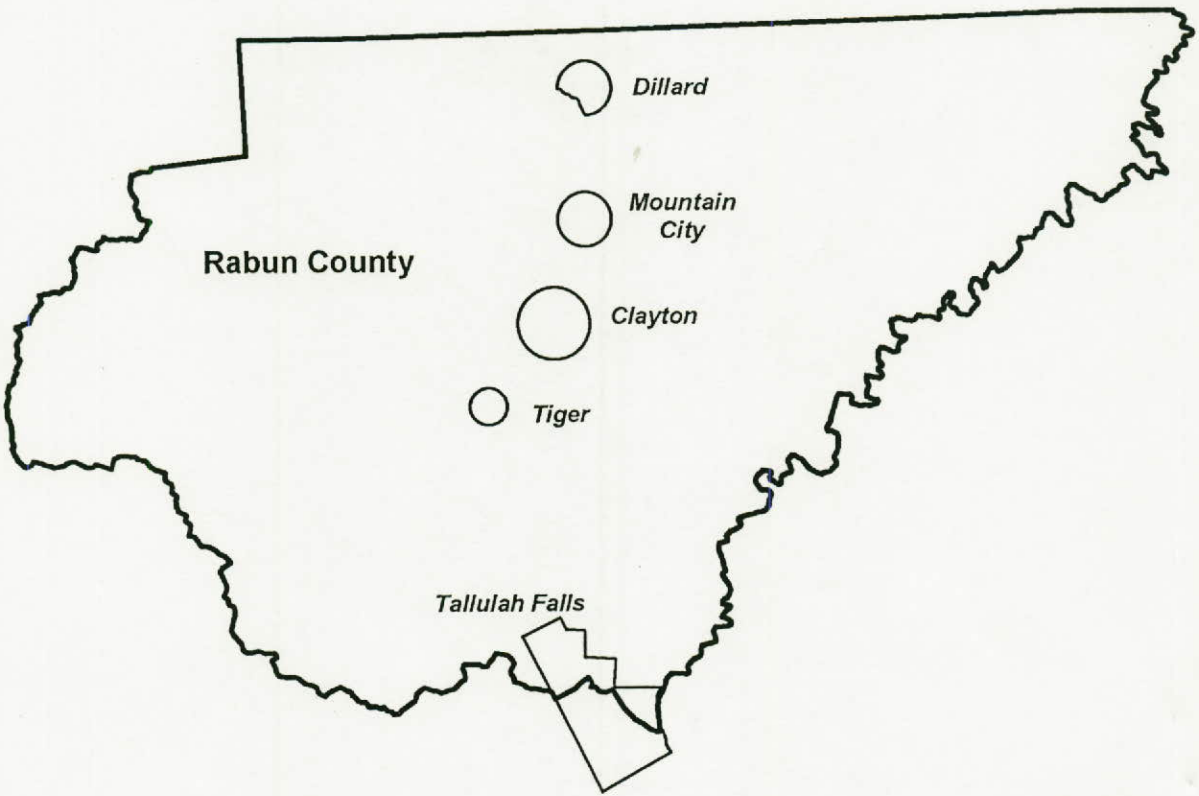 Dillard
Mountain
City
Rabun County
Clayton
Tiger
Tallulah Falls